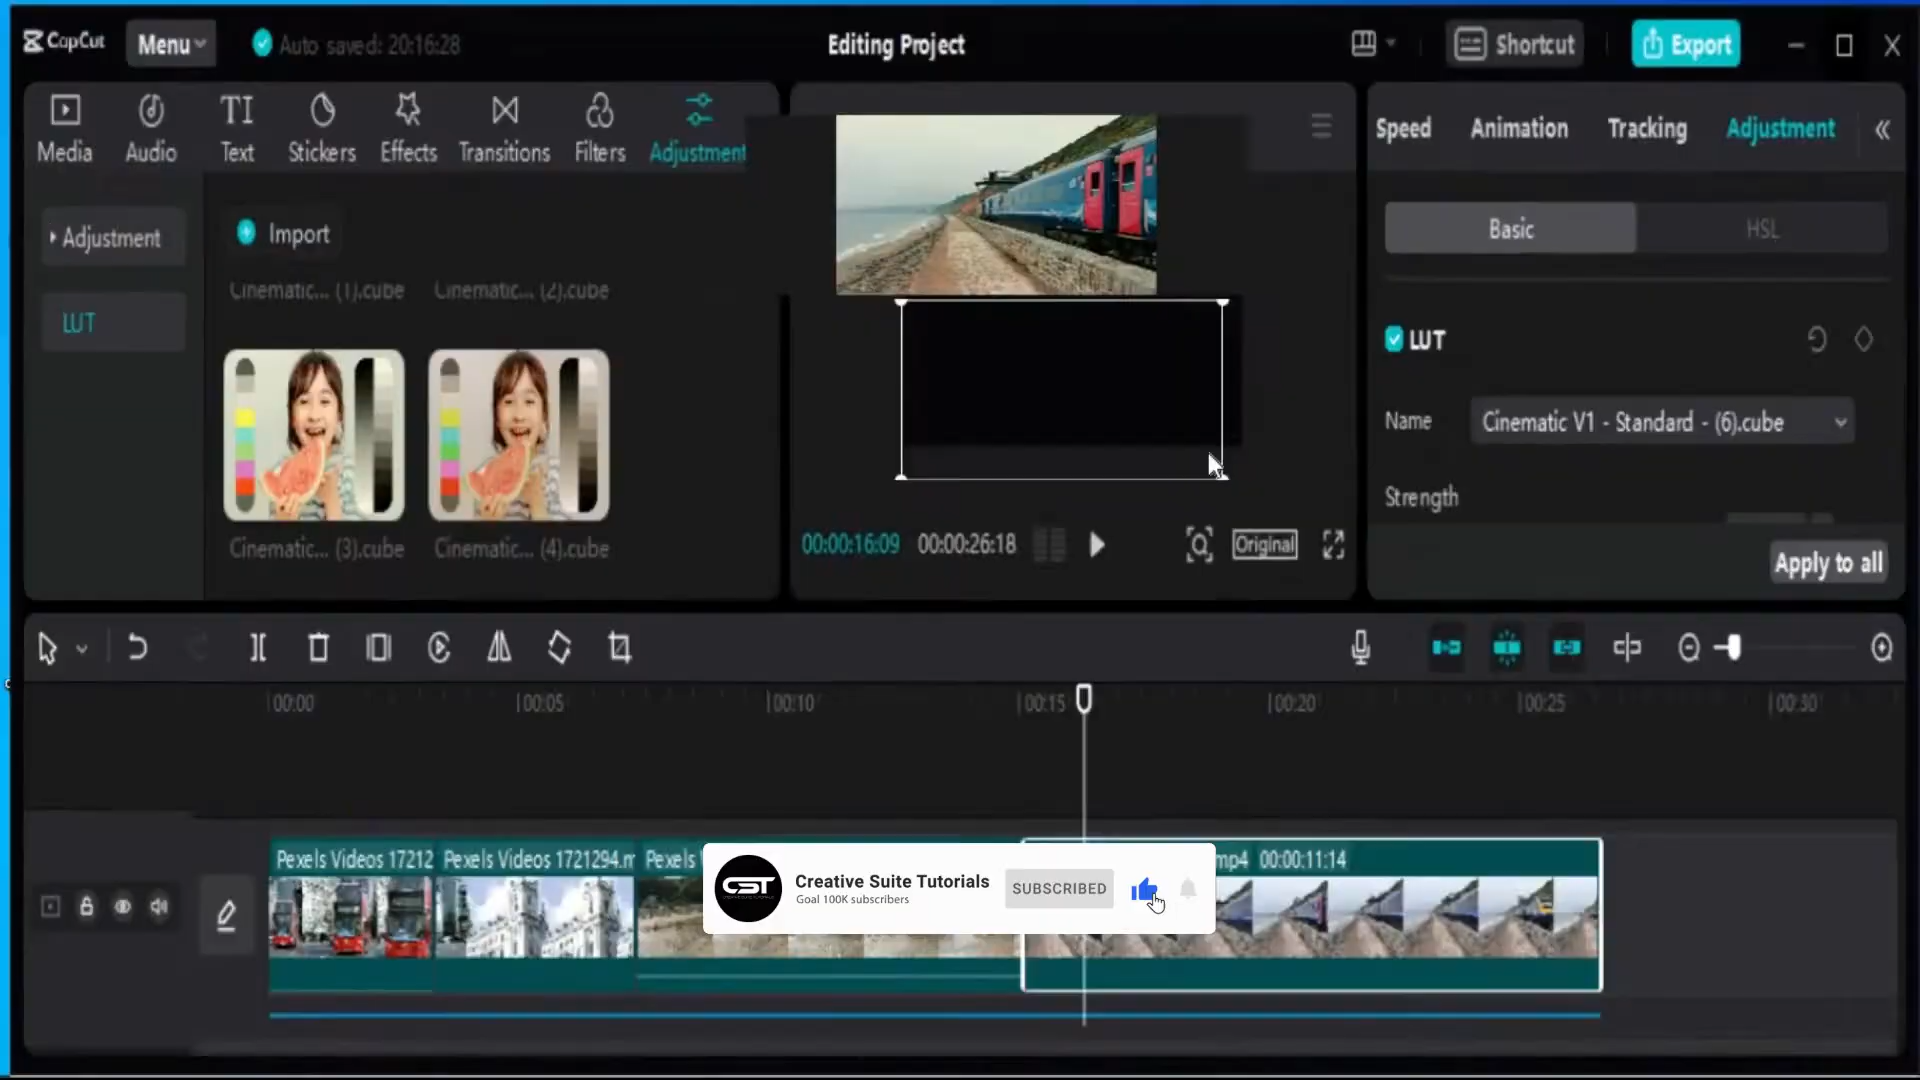 CapCut
Menu
Auto saved: 20:16:28
Editing Project
Shortcut
Export
Media
Audio
TI
Text
Stickers
Effects
Transitions
Filters
Adjustment
Speed
Animation
Tracking
Adjustment
Adjustment
LUT
Import
Cinematic... (1).cube
Cinematic... (2).cube
Cinematic... (3).cube
Cinematic... (4).cube
Basic
HSL
LUT
Name
Cinematic V1 - Standard - (6).cube
Strength
Apply to all
00:00:16:09
00:00:26:18
Original
00:00
00:05
00:10
00:15
00:20
00:25
00:30
Pexels Videos 17212
Pexels Videos 1721294.m
Pexels
mp4 00:00:11:14
CST
Creative Suite Tutorials
Goal 100K subscribers
SUBSCRIBED